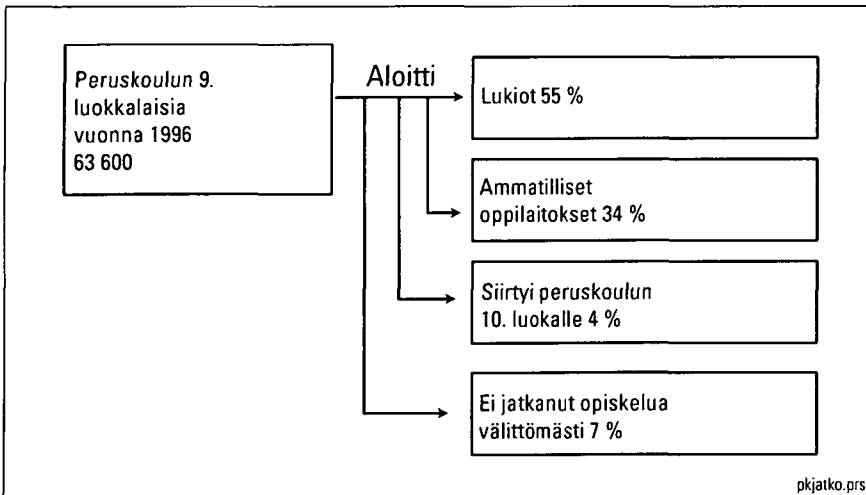 Peruskoulun 9.
luokkalaisia
vuonna 1996
63 600
Aloitti
Lukiot 55 %
Ammatilliset
oppilaitokset 34 %
Siirtyi peruskoulun
10. luokalle 4 %
Ei jatkanut opiskelua
välittömästi 7 %
pkjatko.prs